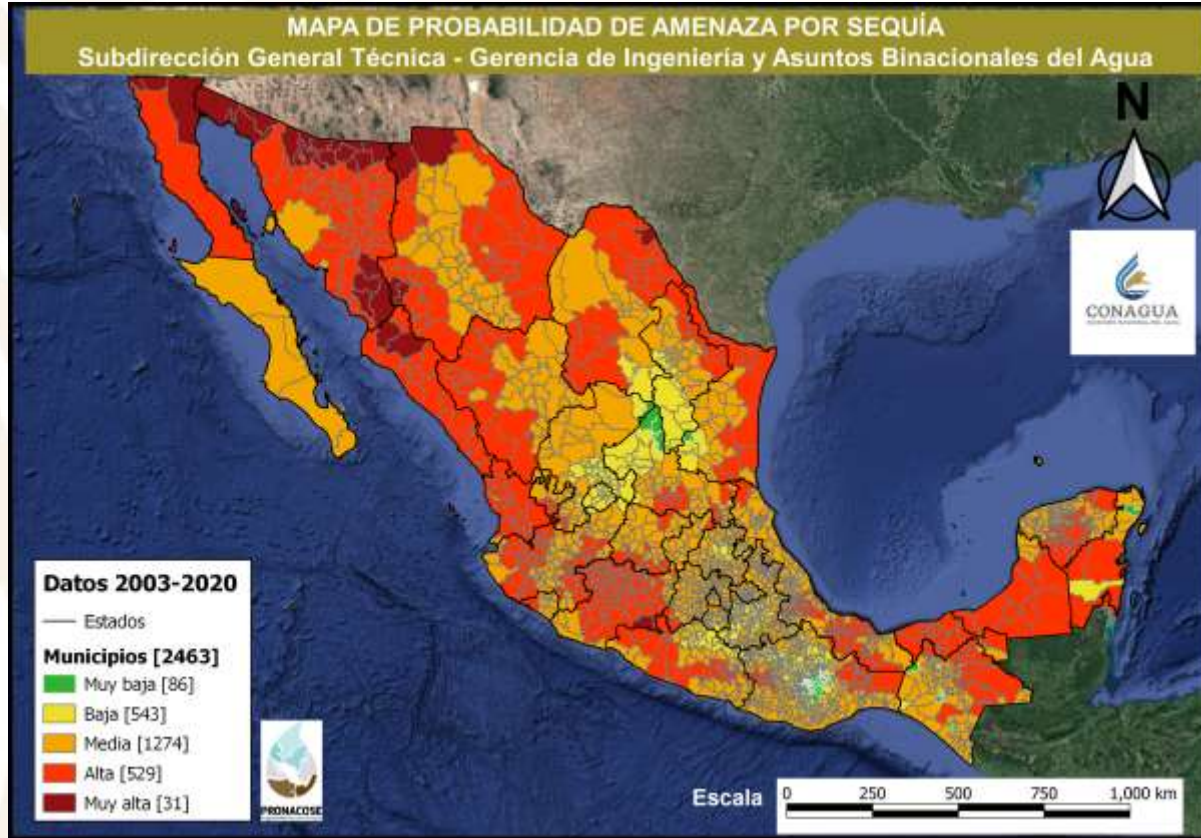 MAPA DE PROBABILIDAD DE AMENAZA POR SEQUÍA
Subdirección General Técnica - Gerencia de Ingeniería y Asuntos Binacionales del Agua
N
CONAGUA
Datos 2003-2020
Estados
Municipios [2463]
Muy baja [86]
Baja [543]
Media [1274]
Alta [529]
Muy alta [31]
PRONACOSE
Escala
0 250 500 750 1,000 km